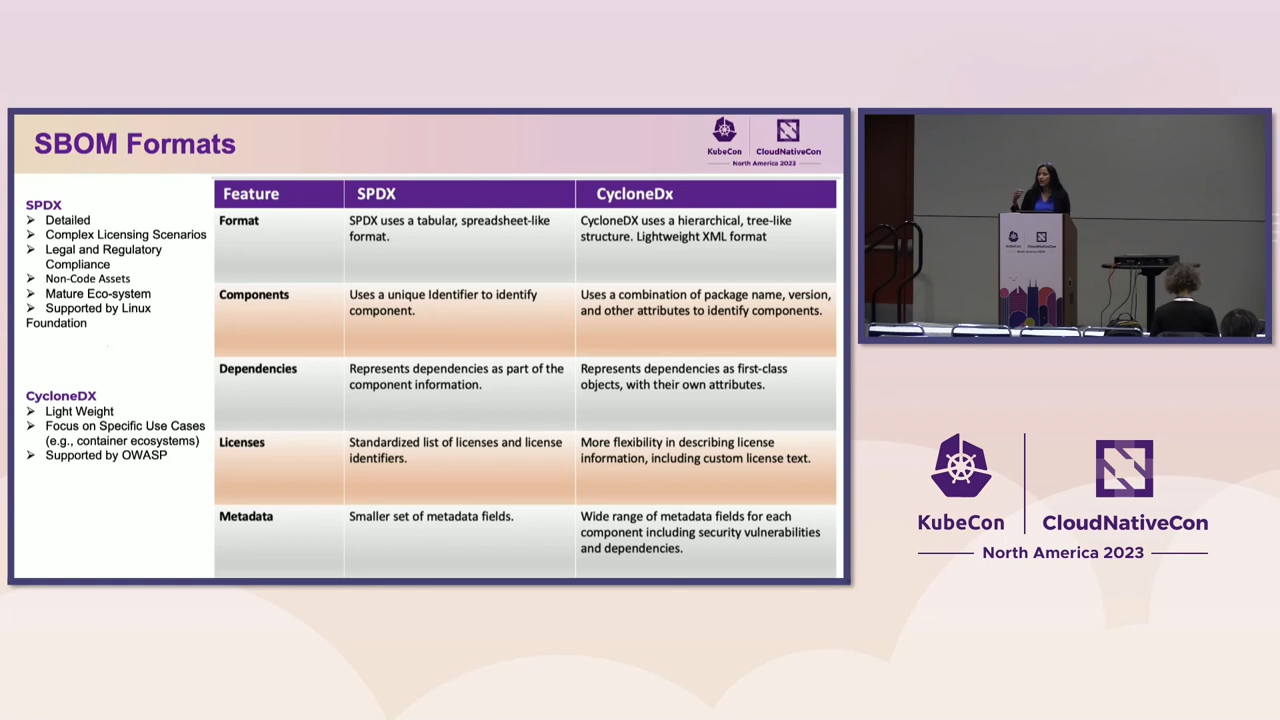 SBOM Formats
KubeCon
CloudNativeCon
North America 2023
SPDX
Detailed
Complex Licensing Scenarios
Legal and Regulatory
Compliance
Non-Code Assets
Mature Eco-system
Supported by Linux
Foundation
CycloneDX
Light Weight
Focus on Specific Use Cases
(e.g., container ecosystems)
Supported by OWASP
Feature
SPDX
CycloneDx
Format
SPDX uses a tabular, spreadsheet-like
format.
CycloneDX uses a hierarchical, tree-like
structure. Lightweight XML format
Components
Uses a unique Identifier to identify
component.
Uses a combination of package name, version,
and other attributes to identify components.
Dependencies
Represents dependencies as part of the
component information.
Represents dependencies as first-class
objects, with their own attributes.
Licenses
Standardized list of licenses and license
identifiers.
More flexibility in describing license
information, including custom license text.
Metadata
Smaller set of metadata fields.
Wide range of metadata fields for each
component including security vulnerabilities
and dependencies.
KubeCon
CloudNativeCon
North America 2023
KubeCon
CloudNativeCon
North America 2023